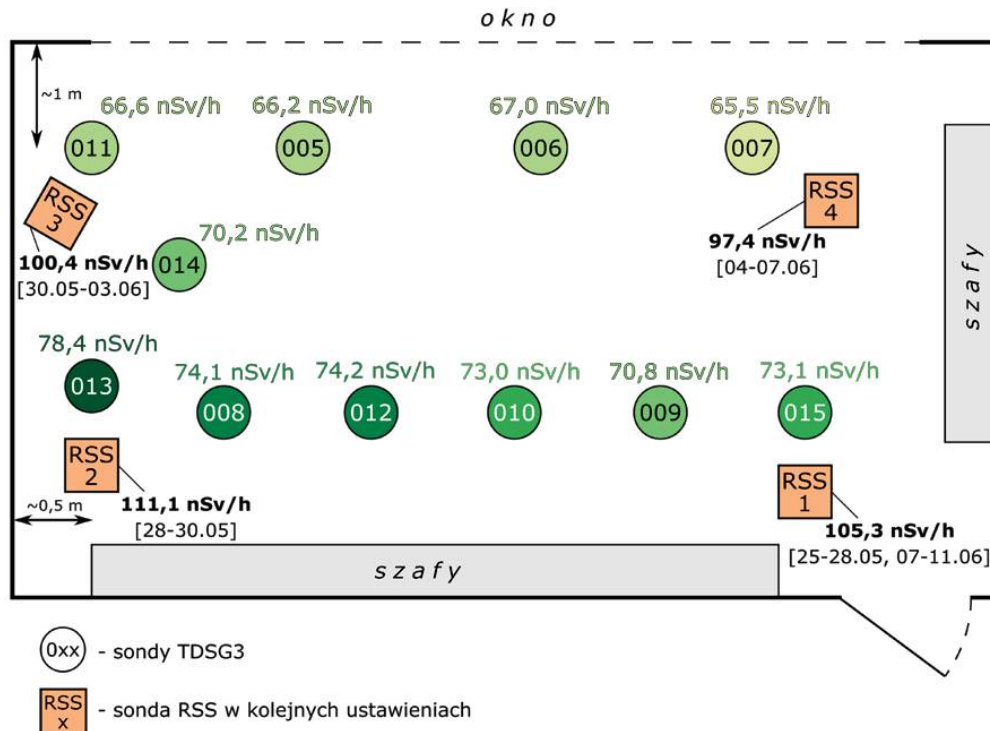 okno
~1 m
66,6 nSv/h
66,2 nSv/h
67,0 nSv/h
65,5 nSv/h
011
005
006
007
RSS
3
RSS
4
70,2 nSv/h
014
100,4 nSv/h
[30.05-03.06]
97,4 nSv/h
[04-07.06]
szafy
78,4 nSv/h
74,1 nSv/h
74,2 nSv/h
73,0 nSv/h
70,8 nSv/h
73,1 nSv/h
013
008
012
010
009
015
RSS
2
RSS
1
~0,5 m
111,1 nSv/h
[28-30.05]
105,3 nSv/h
[25-28.05, 07-11.06]
szafy
0xx - sondy TDSG3
RSS
x - sonda RSS w kolejnych ustawieniach